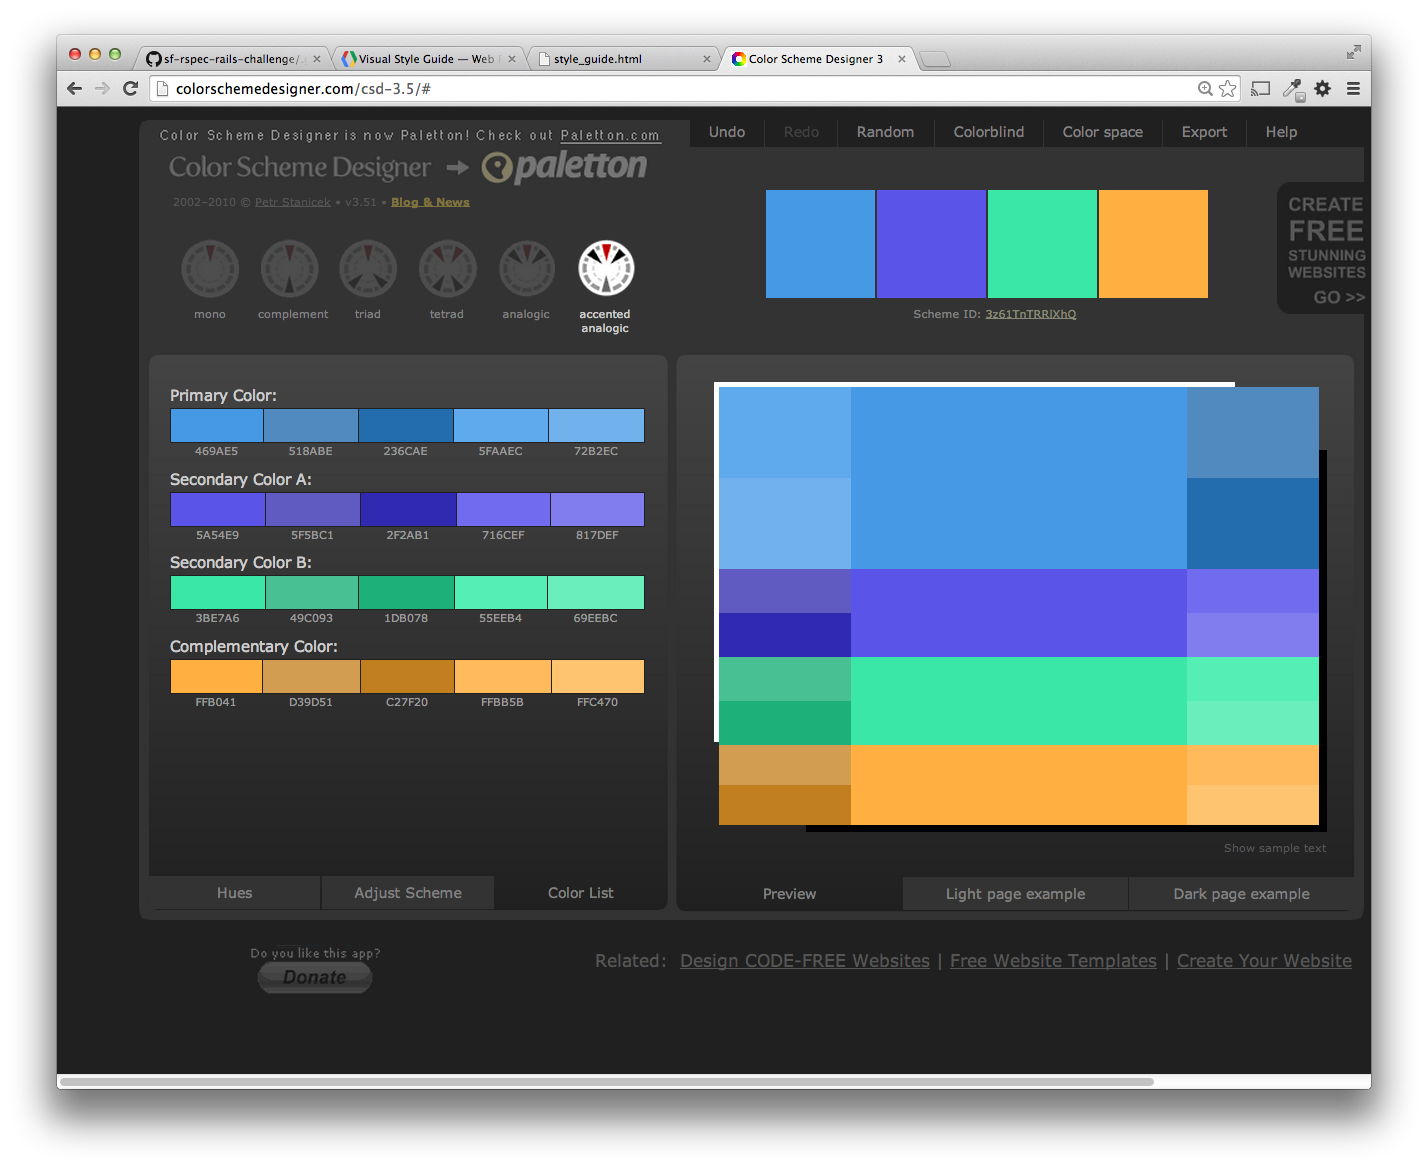 sf-rspec-rails-challenge/
Visual Style Guide — Web
style_guide.html
Color Scheme Designer 3
colorschemedesigner.com/csd-3.5/#
Color Scheme Designer is now Paletton! Check out Paletton.com
Undo
Redo
Random
Colorblind
Color space
Export
Help
Color Scheme Designer
paletton
2002–2010 © Petr Stanicek • v3.51 • Blog & News
mono
complement
triad
tetrad
analogic
accented
analogic
Scheme ID: 3z61TnTRRlXhQ
CREATE
FREE
STUNNING
WEBSITES
GO >>
Primary Color:
469AE5
518ABE
236CAE
5FAAEC
72B2EC
Secondary Color A:
5A54E9
5F5BC1
2F2AB1
716CEF
817DEF
Secondary Color B:
3BE7A6
49C093
1DB078
55EEB4
69EEBC
Complementary Color:
FFB041
D39D51
C27F20
FFBB5B
FFC470
Show sample text
Hues
Adjust Scheme
Color List
Preview
Light page example
Dark page example
Do you like this app?
Donate
Related: Design CODE-FREE Websites | Free Website Templates | Create Your Website